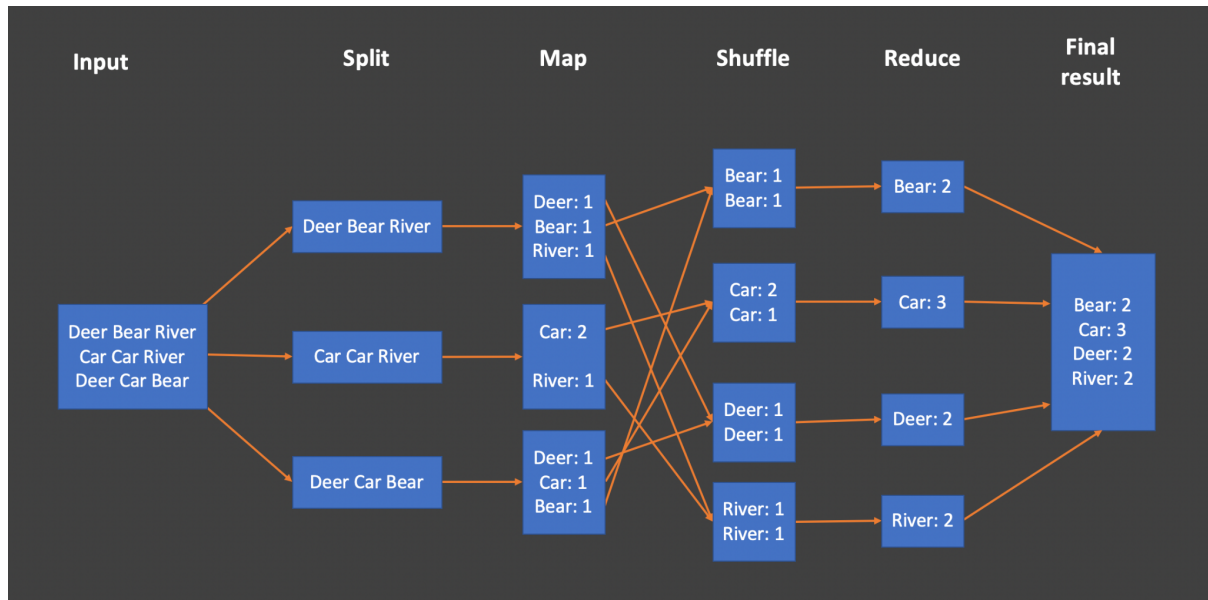 Input
Split
Map
Shuffle
Reduce
Final
result
Deer Bear River
Car Car River
Deer Car Bear
Deer Bear River
Car Car River
Deer Car Bear
Deer: 1
Bear: 1
River: 1
Car: 2
River: 1
Deer: 1
Car: 1
Bear: 1
Bear: 1
Bear: 1
Car: 2
Car: 1
Deer: 1
Deer: 1
River: 1
River: 1
Bear: 2
Car: 3
Deer: 2
River: 2
Bear: 2
Car: 3
Deer: 2
River: 2